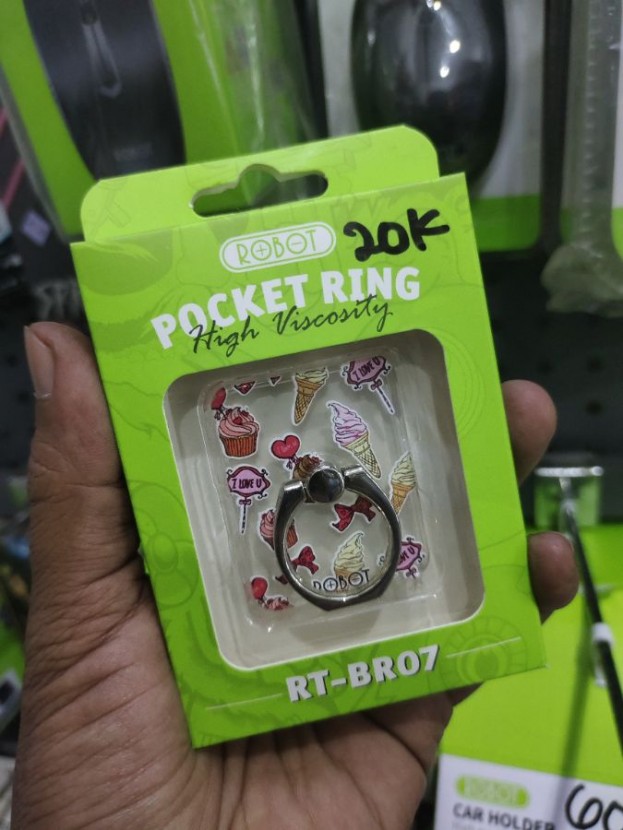 ROBOT 20K
POCKET RING
High Viscosity
I LOVE U
I LOVE U
ROBOT
RT-BR07
ROBOT
CAR HOLDER